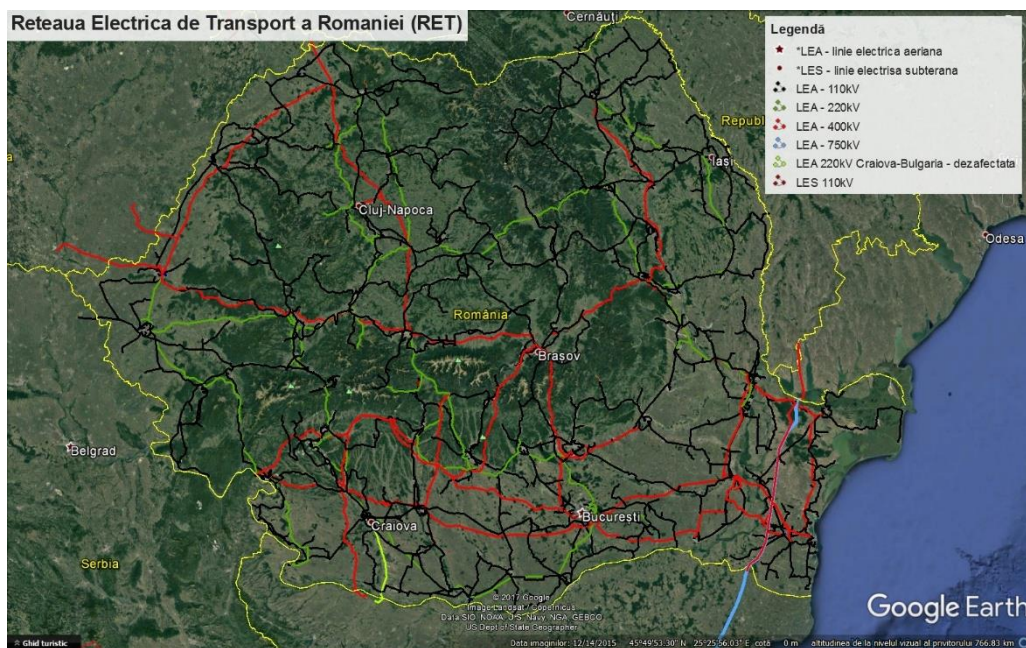 Reteaua Electrica de Transport a Romaniei (RET)
Cernăuți
Legendă
*LEA - linie electrica aeriana
*LES - linie electrisa subterana
LEA - 110kV
LEA - 220kV
LEA - 400kV
LEA - 750kV
LEA 220kV Craiova-Bulgaria - dezafectata
LES 110kV
Republ
Iași
Cluj-Napoca
Odesa
România
Brașov
Belgrad
București
Craiova
Serbia
© 2017 Google
Image Landsat / Copernicus
Data SIO, NOAA, U.S. Navy, NGA, GEBCO
US Dept of State Geographer
Google Earth
Ghid turistic
Data imaginilor: 12/14/2015 45°49'53.30" N 25°25'56.03" E cotă 0 m altitudinea de la nivelul vizual al privitorului 766.83 km